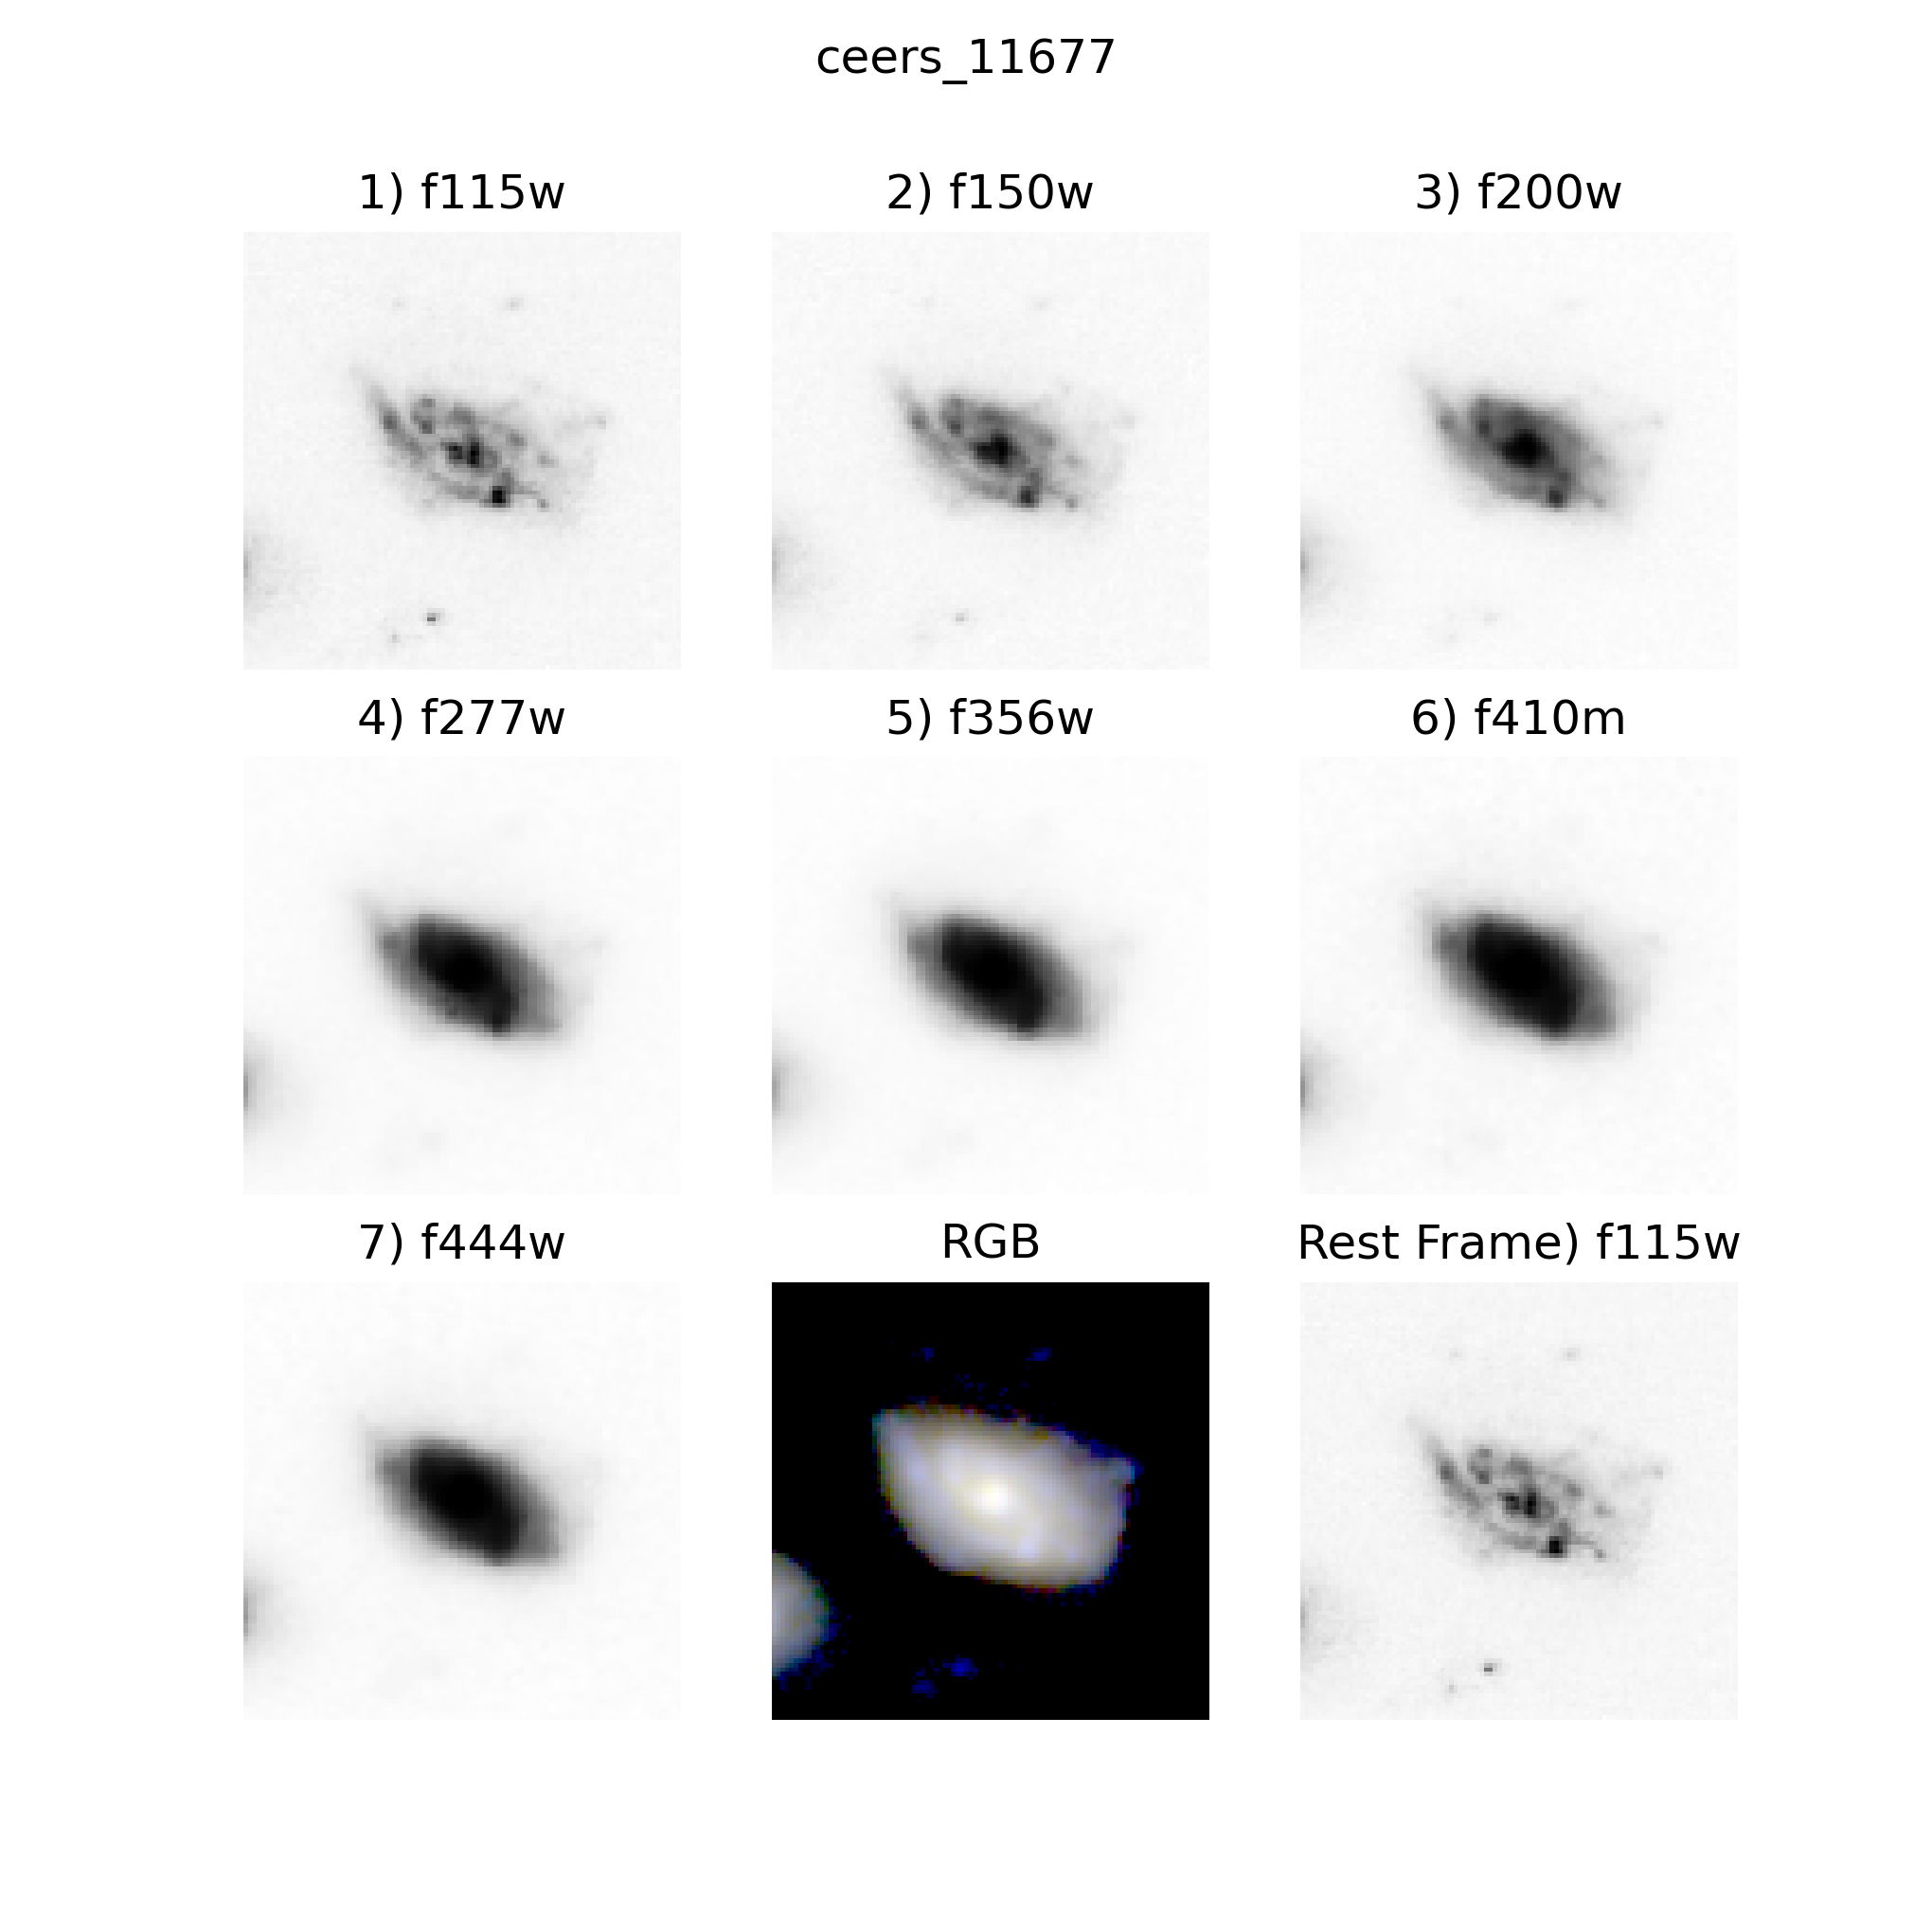 ceers_11677
1) f115w
2) f150w
3) f200w
4) f277w
5) f356w
6) f410m
7) f444w
RGB
Rest Frame) f115w